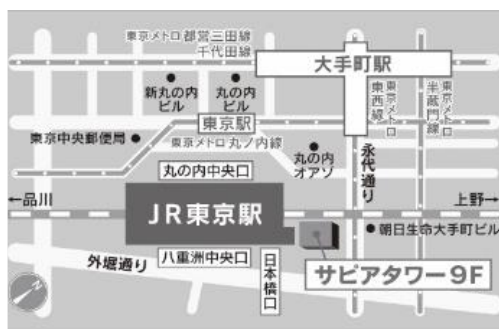 東京メトロ都営三田線
千代田線
大手町駅
新丸の内
ビル
丸の内
ビル
東京メトロ
東西線
東京メトロ
半蔵門線
東京駅
東京中央郵便局
東京メトロ丸ノ内線
丸の内
オアゾ
永代通り
丸の内中央口
←品川
上野→
JR東京駅
朝日生命大手町ビル
外堀通り
八重洲中央口
日本橋口
サピアタワー9F
N